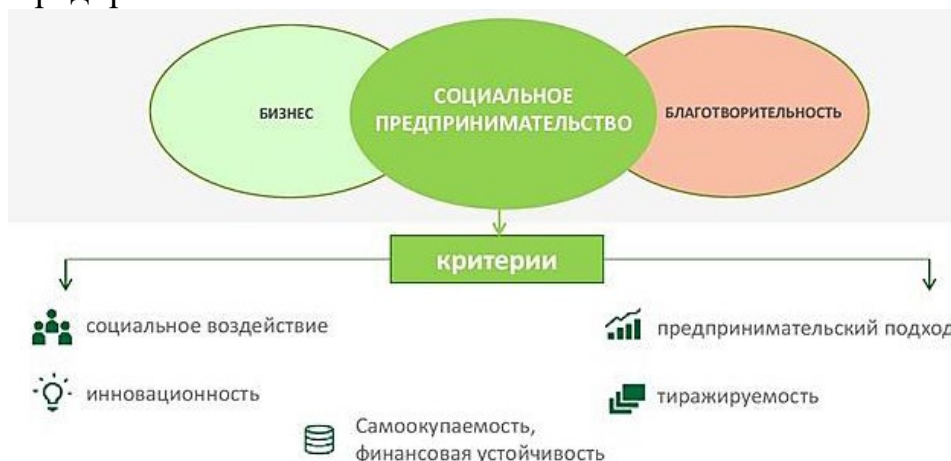 БИЗНЕС
СОЦИАЛЬНОЕ
ПРЕДПРИНИМАТЕЛЬСТВО
БЛАГОТВОРИТЕЛЬНОСТЬ
критерии
социальное воздействие
предпринимательский подход
инновационность
тиражируемость
Самоокупаемость,
финансовая устойчивость